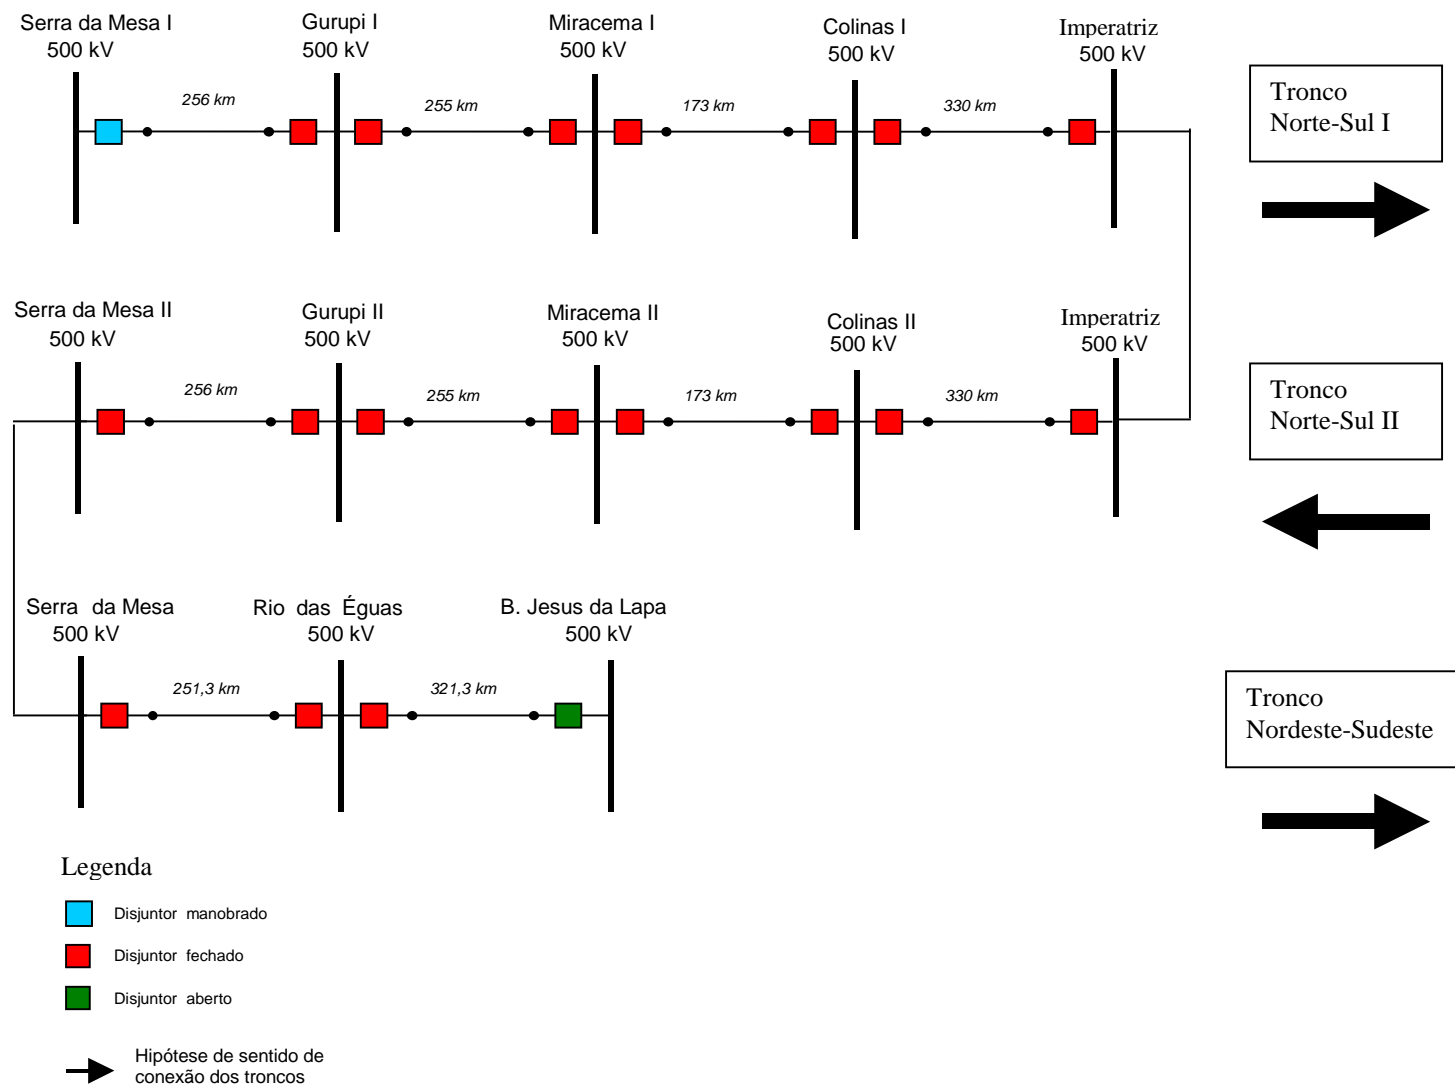 Serra da Mesa I
500 kV
Gurupi I
500 kV
Miracema I
500 kV
Colinas I
500 kV
Imperatriz
500 kV
256 km
255 km
173 km
330 km
Tronco
Norte-Sul I
Serra da Mesa II
500 kV
Gurupi II
500 kV
Miracema II
500 kV
Colinas II
500 kV
Imperatriz
500 kV
256 km
255 km
173 km
330 km
Tronco
Norte-Sul II
Serra da Mesa
500 kV
Rio das Éguas
500 kV
B. Jesus da Lapa
500 kV
251,3 km
321,3 km
Tronco
Nordeste-Sudeste
Legenda
Disjuntor manobrado
Disjuntor fechado
Disjuntor aberto
Hipótese de sentido de
conexão dos troncos